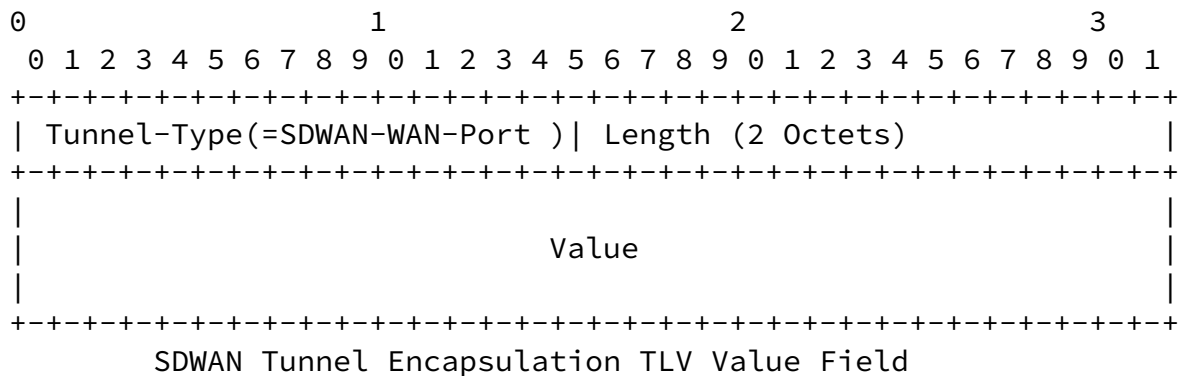 0                   1                   2                   3
 0 1 2 3 4 5 6 7 8 9 0 1 2 3 4 5 6 7 8 9 0 1 2 3 4 5 6 7 8 9 0 1
+-+-+-+-+-+-+-+-+-+-+-+-+-+-+-+-+-+-+-+-+-+-+-+-+-+-+-+-+-+-+-+-+
| Tunnel-Type(=SDWAN-WAN-Port )| Length (2 Octets)              |
+-+-+-+-+-+-+-+-+-+-+-+-+-+-+-+-+-+-+-+-+-+-+-+-+-+-+-+-+-+-+-+-+
|                                                               |
|                             Value                             |
|                                                               |
+-+-+-+-+-+-+-+-+-+-+-+-+-+-+-+-+-+-+-+-+-+-+-+-+-+-+-+-+-+-+-+-+
        SDWAN Tunnel Encapsulation TLV Value Field